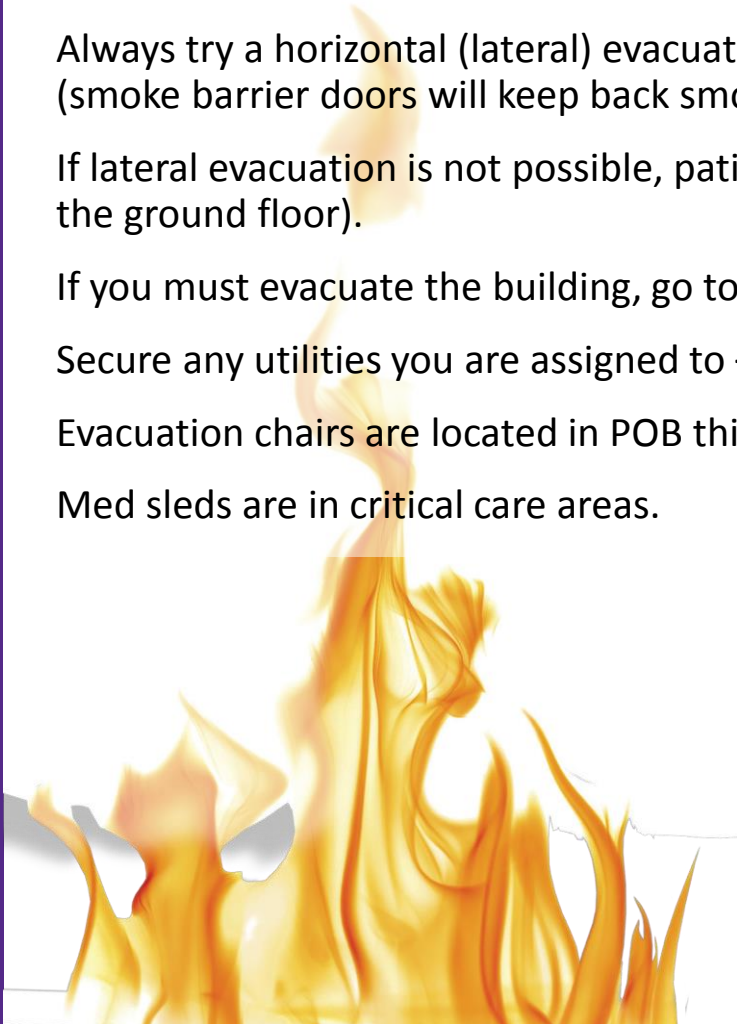 Always try a horizontal (lateral) evacuat
(smoke barrier doors will keep back smo
If lateral evacuation is not possible, pati
the ground floor).
If you must evacuate the building, go to
Secure any utilities you are assigned to -
Evacuation chairs are located in POB thi
Med sleds are in critical care areas.